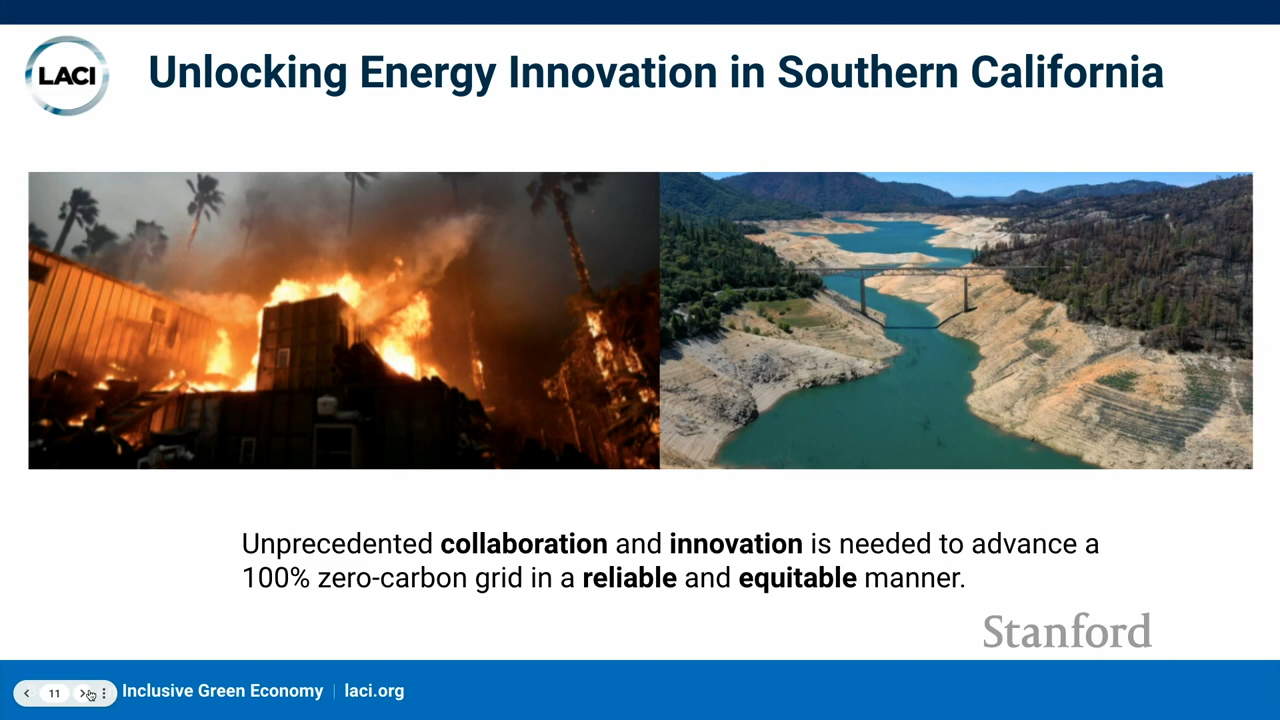 LACI
Unlocking Energy Innovation in Southern California
Unprecedented collaboration and innovation is needed to advance a
100% zero-carbon grid in a reliable and equitable manner.
Stanford
11
Inclusive Green Economy | laci.org